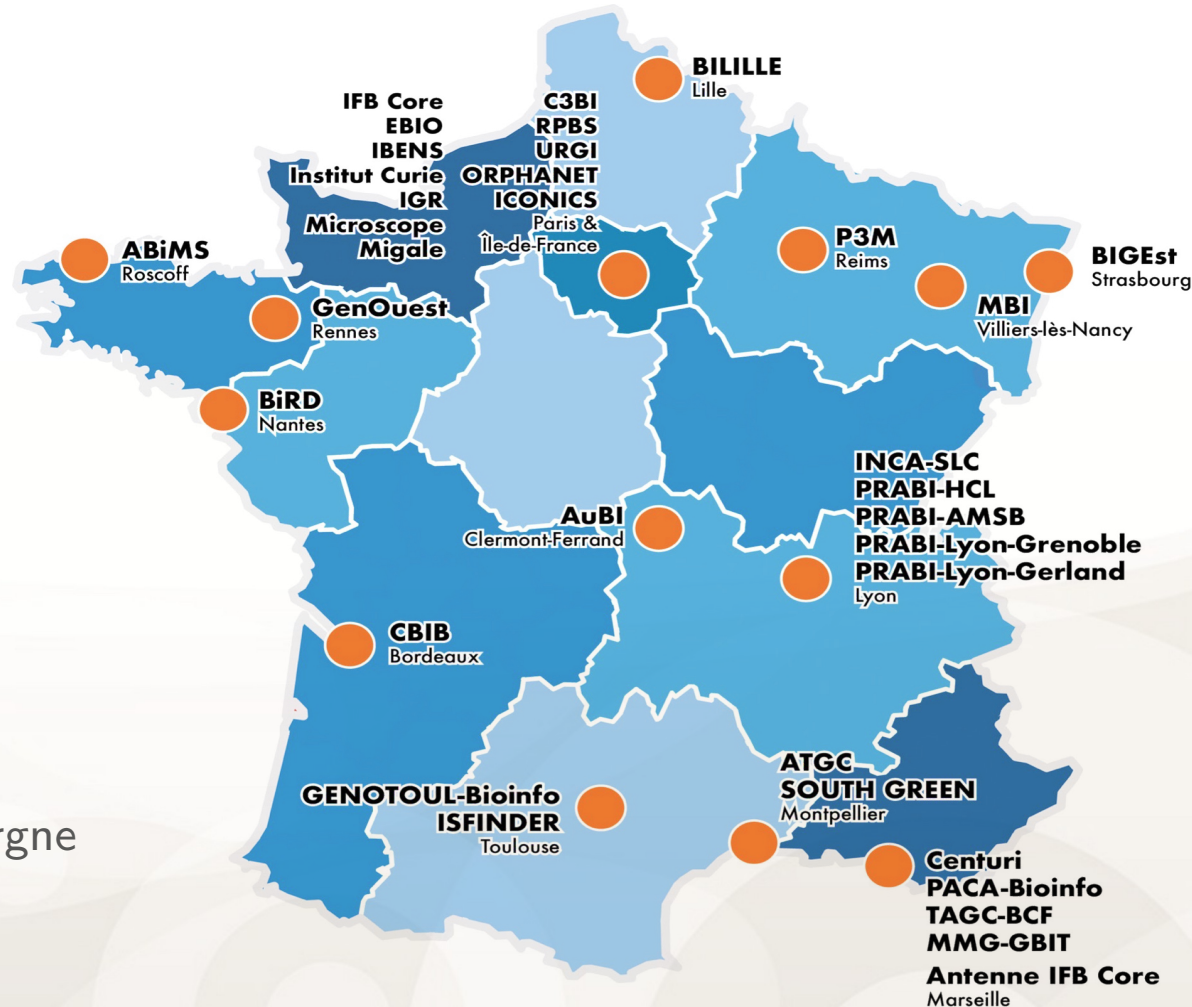 BILILLE
Lille
IFB Core
EBIO
IBENS
Institut Curie
IGR
Microscope
Migale
C3BI
RPBS
URGI
ORPHANET
ICONICS
Paris &
Île-de-France
ABiMS
Roscoff
GenOuest
Rennes
P3M
Reims
BIGEst
Strasbourg
MBI
Villiers-lès-Nancy
BiRD
Nantes
INCA-SLC
PRABI-HCL
PRABI-AMSB
PRABI-Lyon-Grenoble
PRABI-Lyon-Gerland
Lyon
AuBI
Clermont-Ferrand
CBIB
Bordeaux
GENOTOUL-Bioinfo
ISFINDER
Toulouse
ATGC
SOUTH GREEN
Montpellier
rgne
Centuri
PACA-Bioinfo
TAGC-BCF
MMG-GBIT
Antenne IFB Core
Marseille